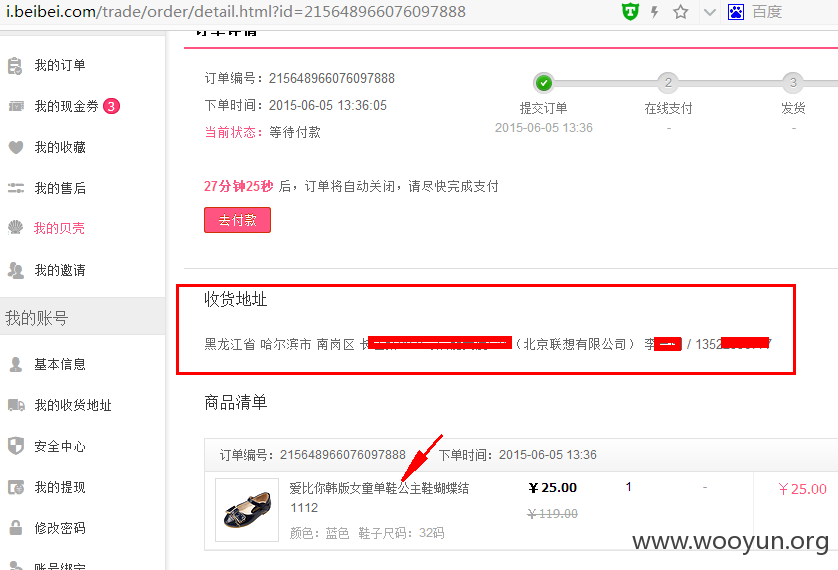 i.beibei.com/trade/order/detail.html?id=215648966076097888
百度
订单详情
我的订单
我的现金券 3
我的收藏
我的售后
我的贝壳
我的邀请
我的账号
基本信息
我的收货地址
安全中心
我的提现
修改密码
账号绑定
订单编号：215648966076097888
下单时间：2015-06-05 13:36:05
当前状态：等待付款
2 3
提交订单 在线支付 发货
2015-06-05 13:36 - -
27分钟25秒 后，订单将自动关闭，请尽快完成支付
去付款
收货地址
黑龙江省 哈尔滨市 南岗区 长（北京联想有限公司） 李 / 1352
商品清单
订单编号：215648966076097888 下单时间：2015-06-05 13:36
爱比你韩版女童单鞋公主鞋蝴蝶结 ￥25.00 1 - ￥25.00
1112 ￥119.00
颜色：蓝色 鞋子尺码：32码
www.wooyun.org